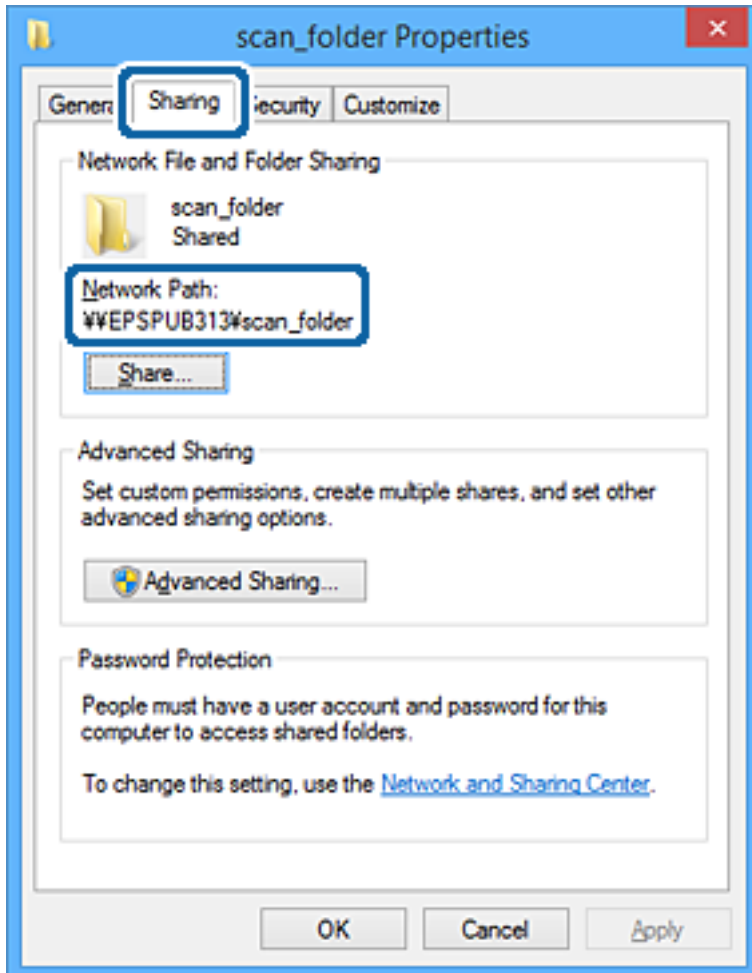 scan_folder Properties
General Sharing Security Customize
Network File and Folder Sharing
scan_folder
Shared
Network Path:
¥¥EPSPUB313¥scan_folder
Share...
Advanced Sharing
Set custom permissions, create multiple shares, and set other
advanced sharing options.
Advanced Sharing...
Password Protection
People must have a user account and password for this
computer to access shared folders.
To change this setting, use the Network and Sharing Center.
OK Cancel Apply